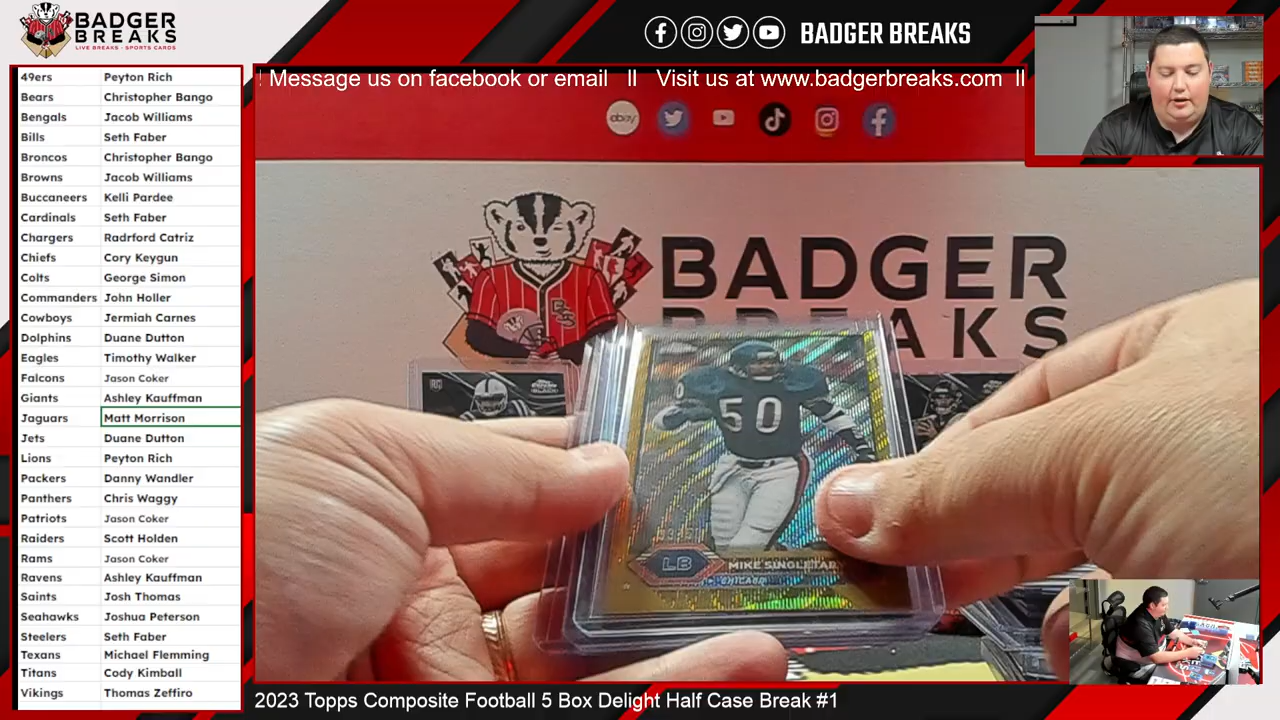 BADGER
BREAKS
LIVE BREAKS · SPORTS CARDS
BADGER BREAKS
! Message us on facebook or email II Visit us at www.badgerbreaks.com II
49ers Peyton Rich
Bears Christopher Bango
Bengals Jacob Williams
Bills Seth Faber
Broncos Christopher Bango
Browns Jacob Williams
Buccaneers Kelli Pardee
Cardinals Seth Faber
Chargers Radrford Catriz
Chiefs Cory Keygun
Colts George Simon
Commanders John Holler
Cowboys Jermiah Carnes
Dolphins Duane Dutton
Eagles Timothy Walker
Falcons Jason Coker
Giants Ashley Kauffman
Jaguars Matt Morrison
Jets Duane Dutton
Lions Peyton Rich
Packers Danny Wandler
Panthers Chris Waggy
Patriots Jason Coker
Raiders Scott Holden
Rams Jason Coker
Ravens Ashley Kauffman
Saints Josh Thomas
Seahawks Joshua Peterson
Steelers Seth Faber
Texans Michael Flemming
Titans Cody Kimball
Vikings Thomas Zeffiro
ebay
BADGER
BREAKS
RC
50
LB
MIKE SINGLETARY
CHICAGO
2023 Topps Composite Football 5 Box Delight Half Case Break #1